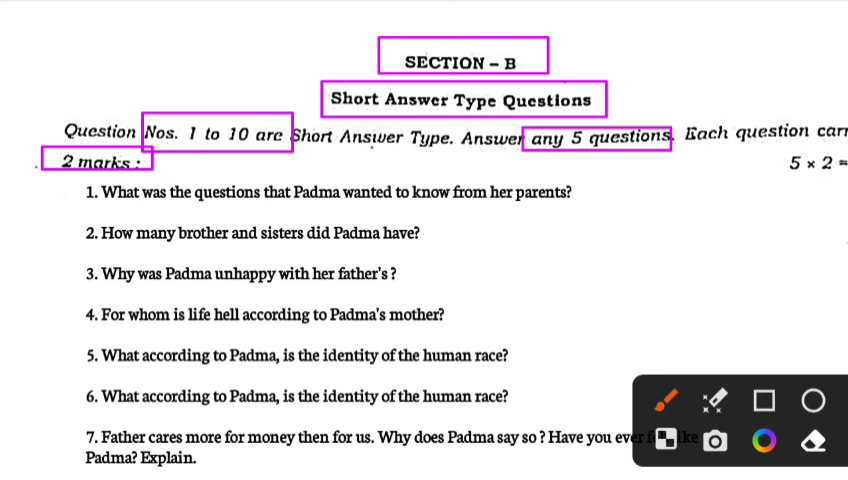 SECTION – B
Short Answer Type Questions
Question Nos. 1 to 10 are Short Answer Type. Answer any 5 questions. Each question carr
2 marks : 5 × 2 =
1. What was the questions that Padma wanted to know from her parents?
2. How many brother and sisters did Padma have?
3. Why was Padma unhappy with her father's ?
4. For whom is life hell according to Padma's mother?
5. What according to Padma, is the identity of the human race?
6. What according to Padma, is the identity of the human race?
7. Father cares more for money then for us. Why does Padma say so ? Have you ever
Padma? Explain.